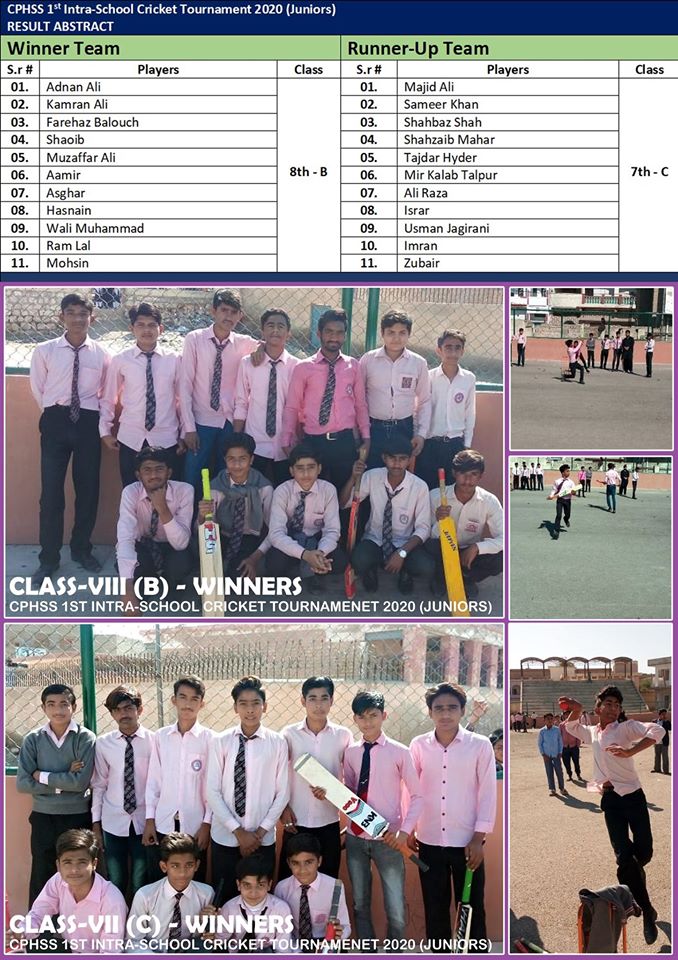 CPHSS 1st Intra-School Cricket Tournament 2020 (Juniors)
RESULT ABSTRACT
Winner Team
S.r # Players Class
01. Adnan Ali
02. Kamran Ali
03. Farehaz Balouch
04. Shaoib
05. Muzaffar Ali
06. Aamir
07. Asghar
08. Hasnain
09. Wali Muhammad
10. Ram Lal
11. Mohsin
8th - B
Runner-Up Team
S.r # Players Class
01. Majid Ali
02. Sameer Khan
03. Shahbaz Shah
04. Shahzaib Mahar
05. Tajdar Hyder
06. Mir Kalab Talpur
07. Ali Raza
08. Israr
09. Usman Jagirani
10. Imran
11. Zubair
7th - C
CLASS-VIII (B) - WINNERS
CPHSS 1ST INTRA-SCHOOL CRICKET TOURNAMENET 2020 (JUNIORS)
CLASS-VII (C) - WINNERS
CPHSS 1ST INTRA-SCHOOL CRICKET TOURNAMENET 2020 (JUNIORS)